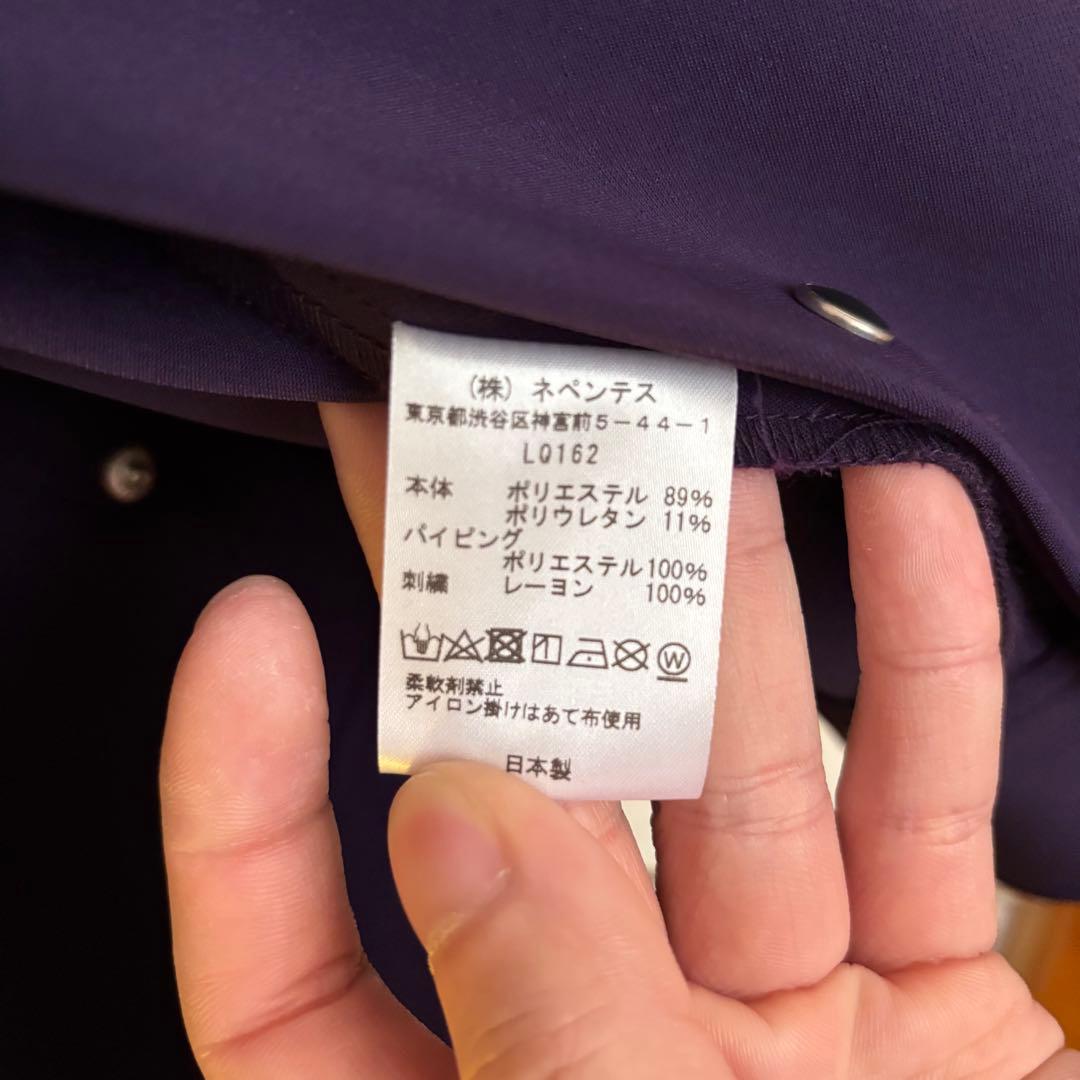 (株) ネペンテス
東京都渋谷区神宮前5-44-1
LQ162
本体 ポリエステル 89%
ポリウレタン 11%
パイピング
ポリエステル 100%
刺繍 レーヨン 100%
W
柔軟剤禁止
アイロン掛けはあて布使用
日本製